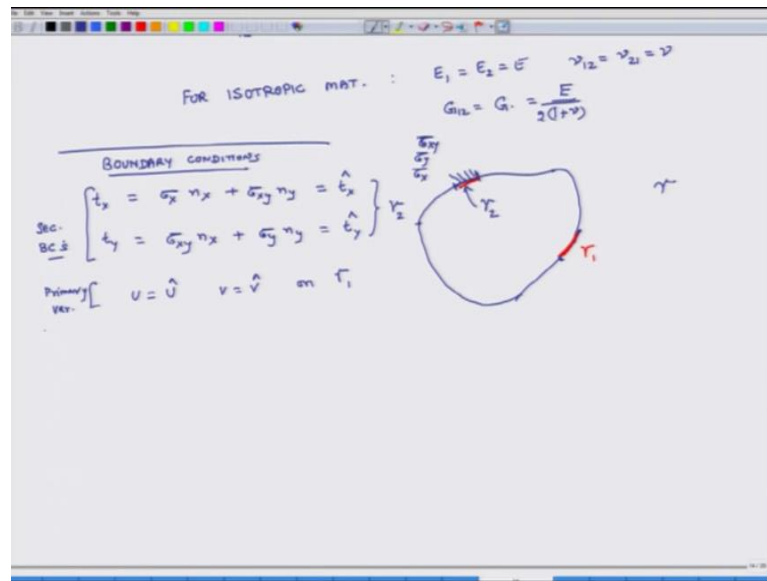 FOR ISOTROPIC MAT. : E₁ = E₂ = E ν₁₂ = ν₂₁ = ν
G₁₂ = G. = E / 2(1+ν)
BOUNDARY CONDITIONS
Sec. BC's
tx = σx nx + σxy ny = t̂x
ty = σxy nx + σy ny = t̂y
} Γ₂
Primary Var. [ u = û v = v̂ on Γ₁
σxy
σy
σx
Γ₂
Γ₁